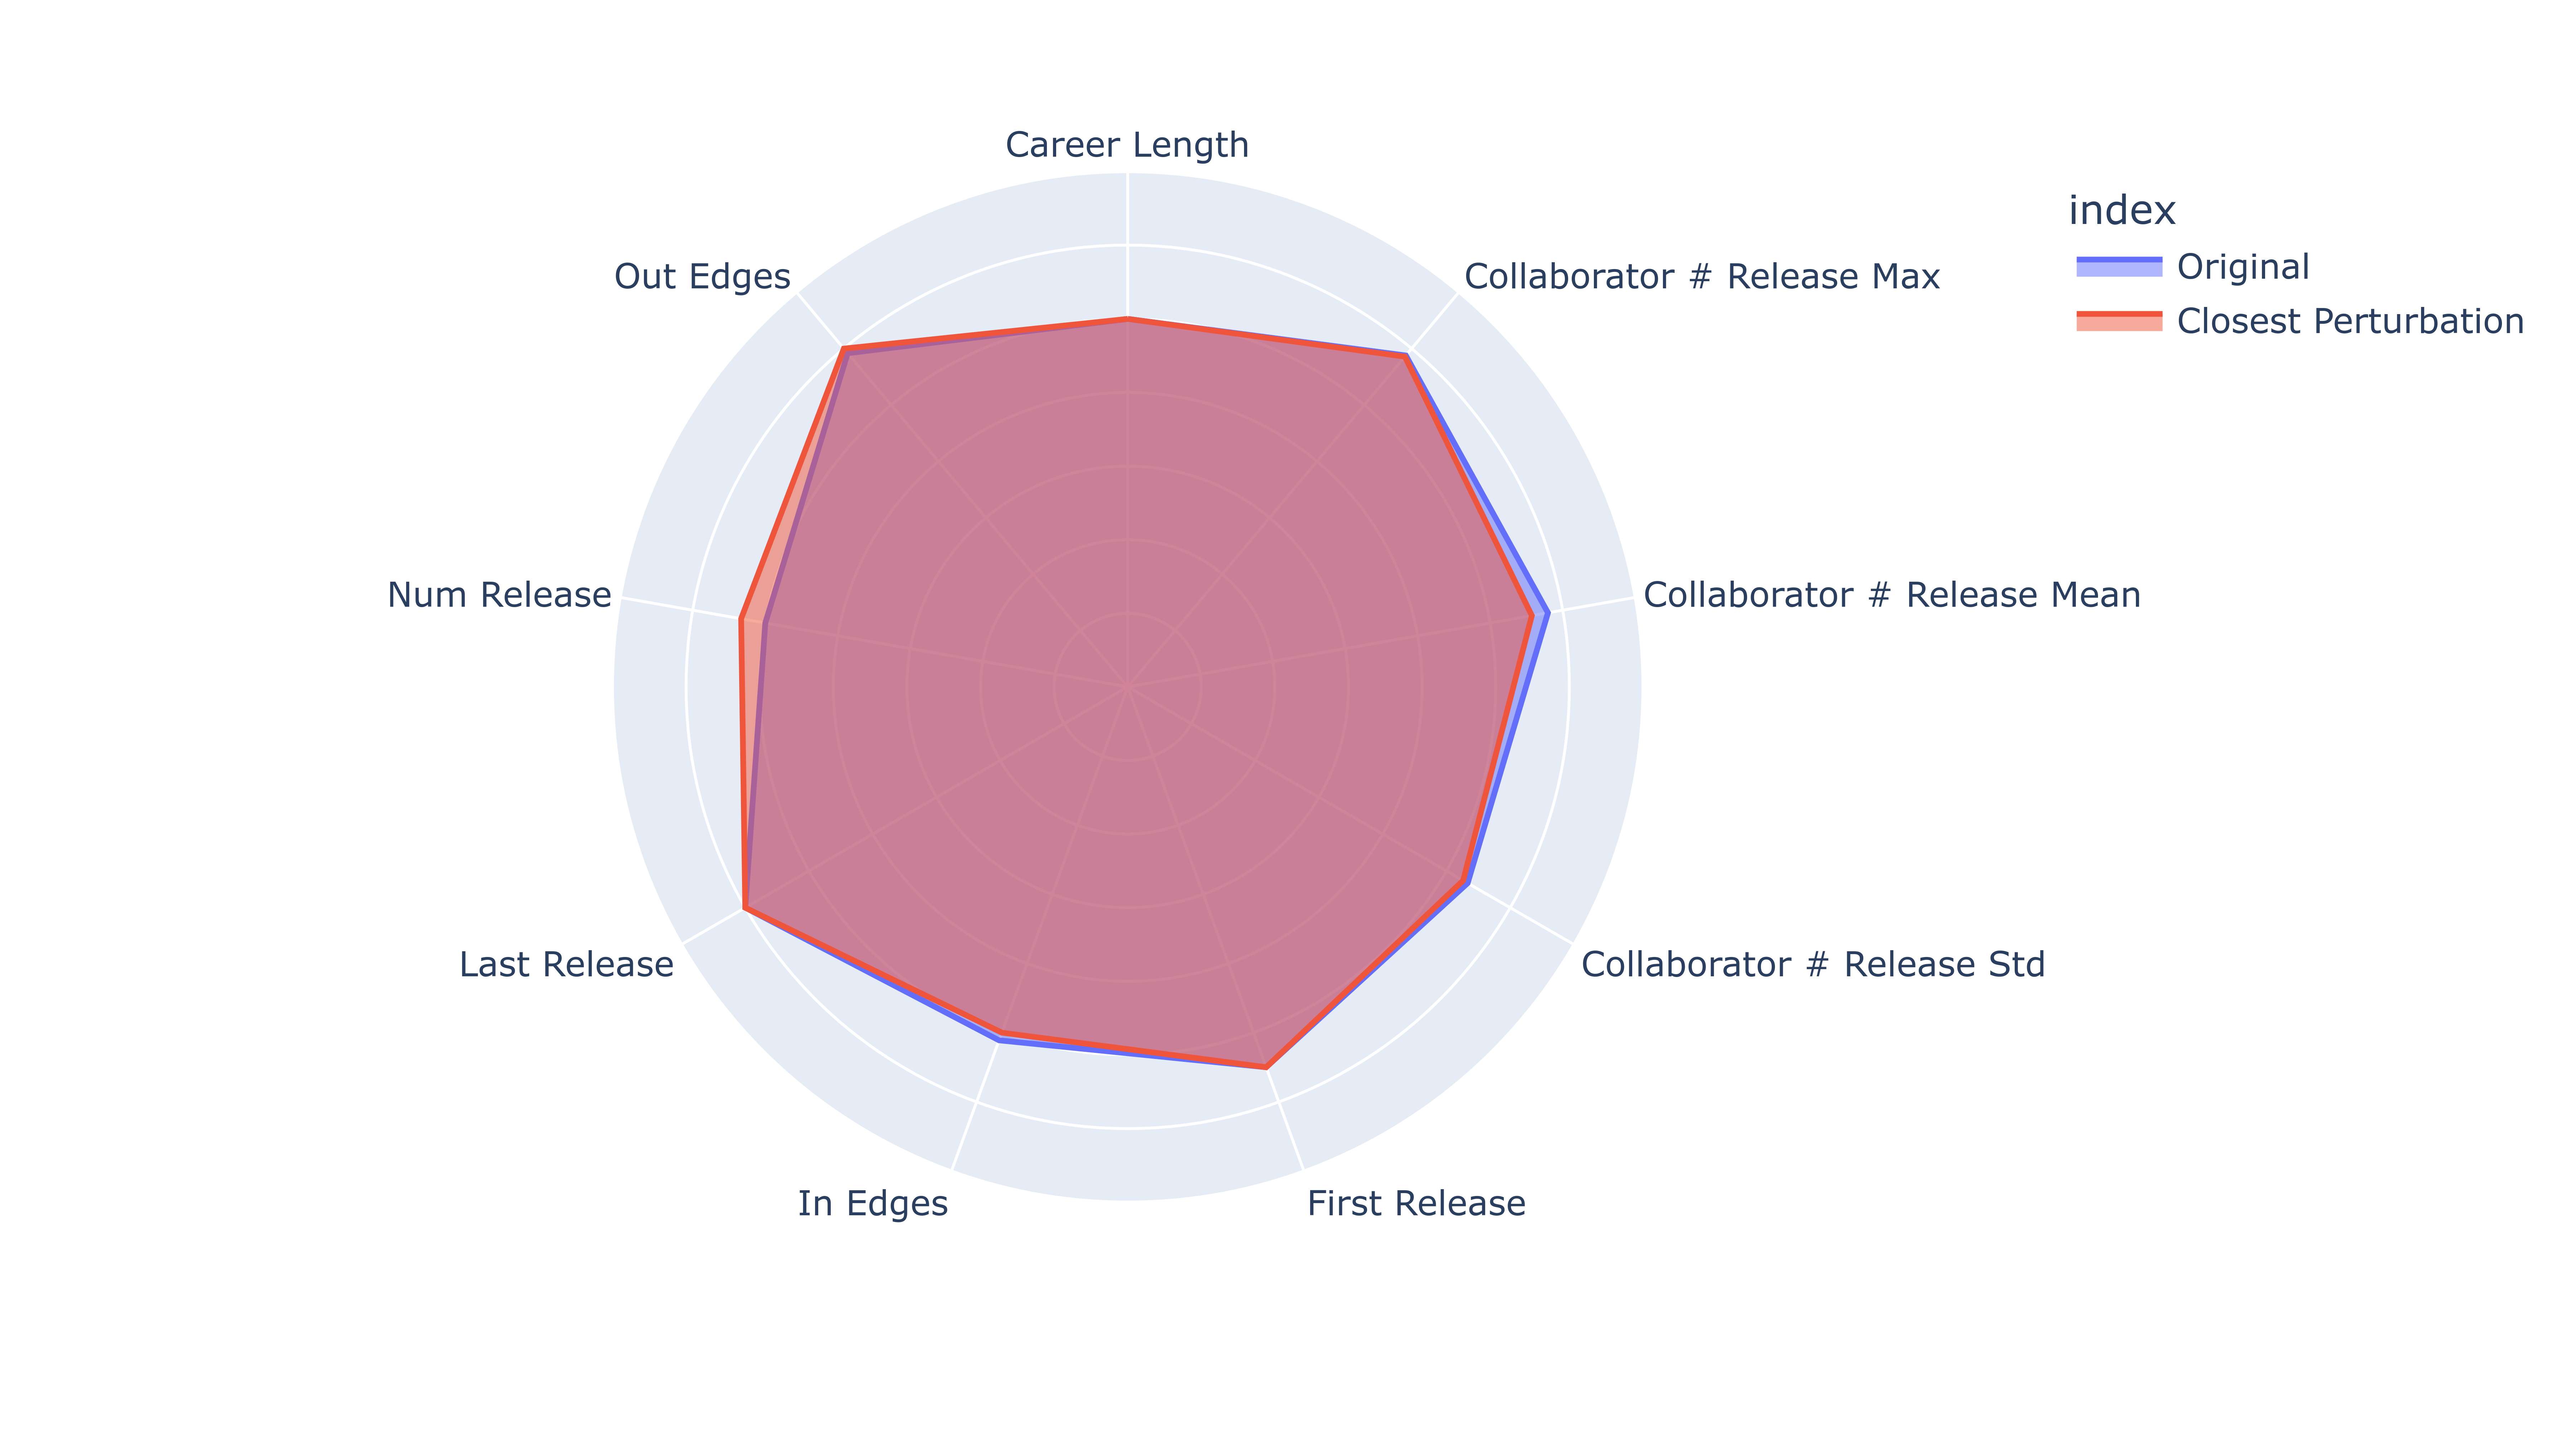 Career Length
Out Edges
Collaborator # Release Max
index
Original
Closest Perturbation
Num Release
Collaborator # Release Mean
Last Release
Collaborator # Release Std
In Edges
First Release